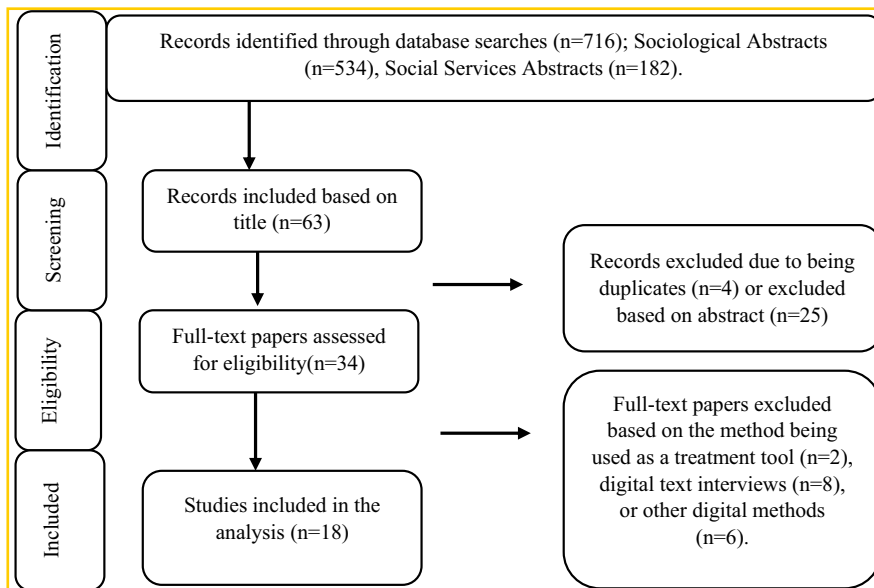 Identification
Records identified through database searches (n=716); Sociological Abstracts
(n=534), Social Services Abstracts (n=182).
Screening
Records included based on
title (n=63)
Records excluded due to being
duplicates (n=4) or excluded
based on abstract (n=25)
Eligibility
Full-text papers assessed
for eligibility(n=34)
Full-text papers excluded
based on the method being
used as a treatment tool (n=2),
digital text interviews (n=8),
or other digital methods
(n=6).
Included
Studies included in the
analysis (n=18)